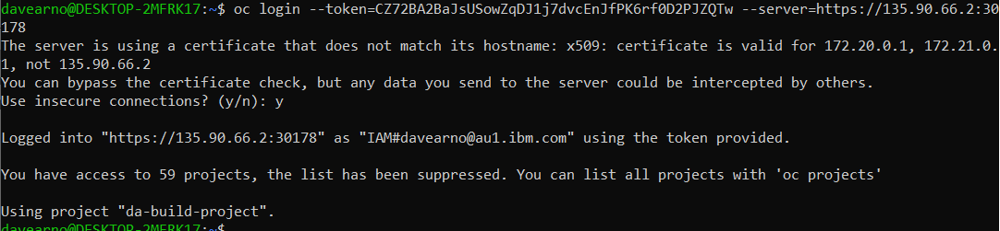 davearno@DESKTOP-2MFRK17:~$ oc login --token=CZ72BA2BaJsUSowZqDJ1j7dvcEnJfPK6rf0D2PJZQTw --server=https://135.90.66.2:30
178
The server is using a certificate that does not match its hostname: x509: certificate is valid for 172.20.0.1, 172.21.0.
1, not 135.90.66.2
You can bypass the certificate check, but any data you send to the server could be intercepted by others.
Use insecure connections? (y/n): y
Logged into "https://135.90.66.2:30178" as "IAM#davearno@au1.ibm.com" using the token provided.
You have access to 59 projects, the list has been suppressed. You can list all projects with 'oc projects'
Using project "da-build-project".
davearno@DESKTOP-2MFRK17:~$